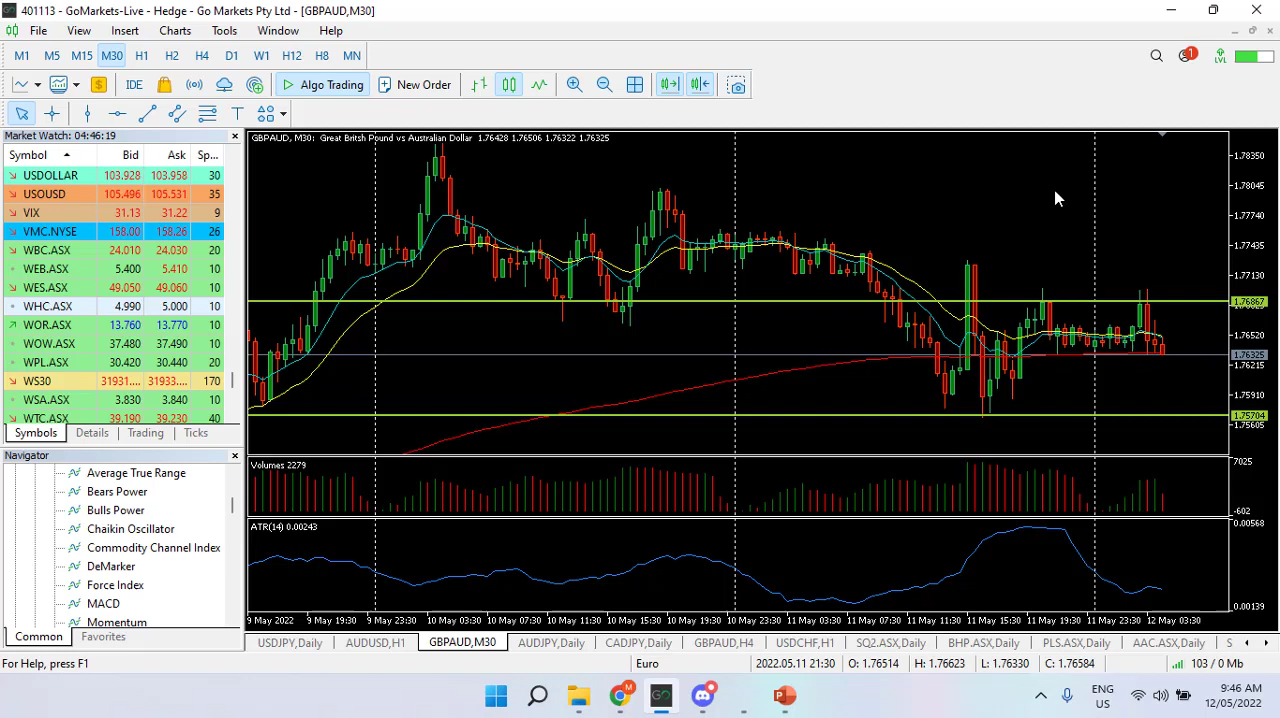 401113 - GoMarkets-Live - Hedge - Go Markets Pty Ltd - [GBPAUD,M30]
File View Insert Charts Tools Window Help
M1 M5 M15 M30 H1 H2 H4 D1 W1 H12 H8 MN
1
LVL
IDE Algo Trading New Order
Market Watch: 04:46:19
Symbol Bid Ask Sp...
USDOLLAR 103.928 103.958 30
USOUSD 105.496 105.531 35
VIX 31.13 31.22 9
VMC.NYSE 158.00 158.26 26
WBC.ASX 24.010 24.030 20
WEB.ASX 5.400 5.410 10
WES.ASX 49.050 49.060 10
WHC.ASX 4.990 5.000 10
WOR.ASX 13.760 13.770 10
WOW.ASX 37.480 37.490 10
WPL.ASX 30.420 30.440 20
WS30 31931.... 31933.... 170
WSA.ASX 3.830 3.840 10
WTC.ASX 39.190 39.230 40
Symbols Details Trading Ticks
Navigator
Average True Range
Bears Power
Bulls Power
Chaikin Oscillator
Commodity Channel Index
DeMarker
Force Index
MACD
Momentum
Common Favorites
GBPAUD, M30: Great Britsh Pound vs Australian Dollar 1.76428 1.76506 1.76322 1.76325
1.78350
1.78045
1.77740
1.77435
1.77130
1.76867
1.76520
1.76325
1.76215
1.75910
1.75704
1.75605
Volumes 2279
7025
-602
ATR(14) 0.00243
0.00568
0.00139
9 May 2022 9 May 19:30 9 May 23:30 10 May 03:30 10 May 07:30 10 May 11:30 10 May 15:30 10 May 19:30 10 May 23:30 11 May 03:30 11 May 07:30 11 May 11:30 11 May 15:30 11 May 19:30 11 May 23:30 12 May 03:30
USDJPY,Daily AUDUSD,H1 GBPAUD,M30 AUDJPY,Daily CADJPY,Daily GBPAUD,H4 USDCHF,H1 SQ2.ASX,Daily BHP.ASX,Daily PLS.ASX,Daily AAC.ASX,Daily S
For Help, press F1 Euro 2022.05.11 21:30 O: 1.76514 H: 1.76623 L: 1.76330 C: 1.76584 103 / 0 Mb
M
GO
P
ENG
US
9:46 AM
12/05/2022